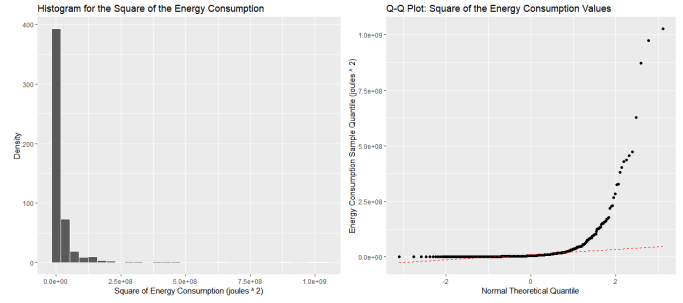 Histogram for the Square of the Energy Consumption
Density
400
300
200
100
0
0.0e+00 2.5e+08 5.0e+08 7.5e+08 1.0e+09
Square of Energy Consumption (joules ^ 2)
Q-Q Plot: Square of the Energy Consumption Values
Energy Consumption Sample Quantile (joules ^ 2)
1.0e+09
7.5e+08
5.0e+08
2.5e+08
0.0e+00
-2 0 2
Normal Theoretical Quantile